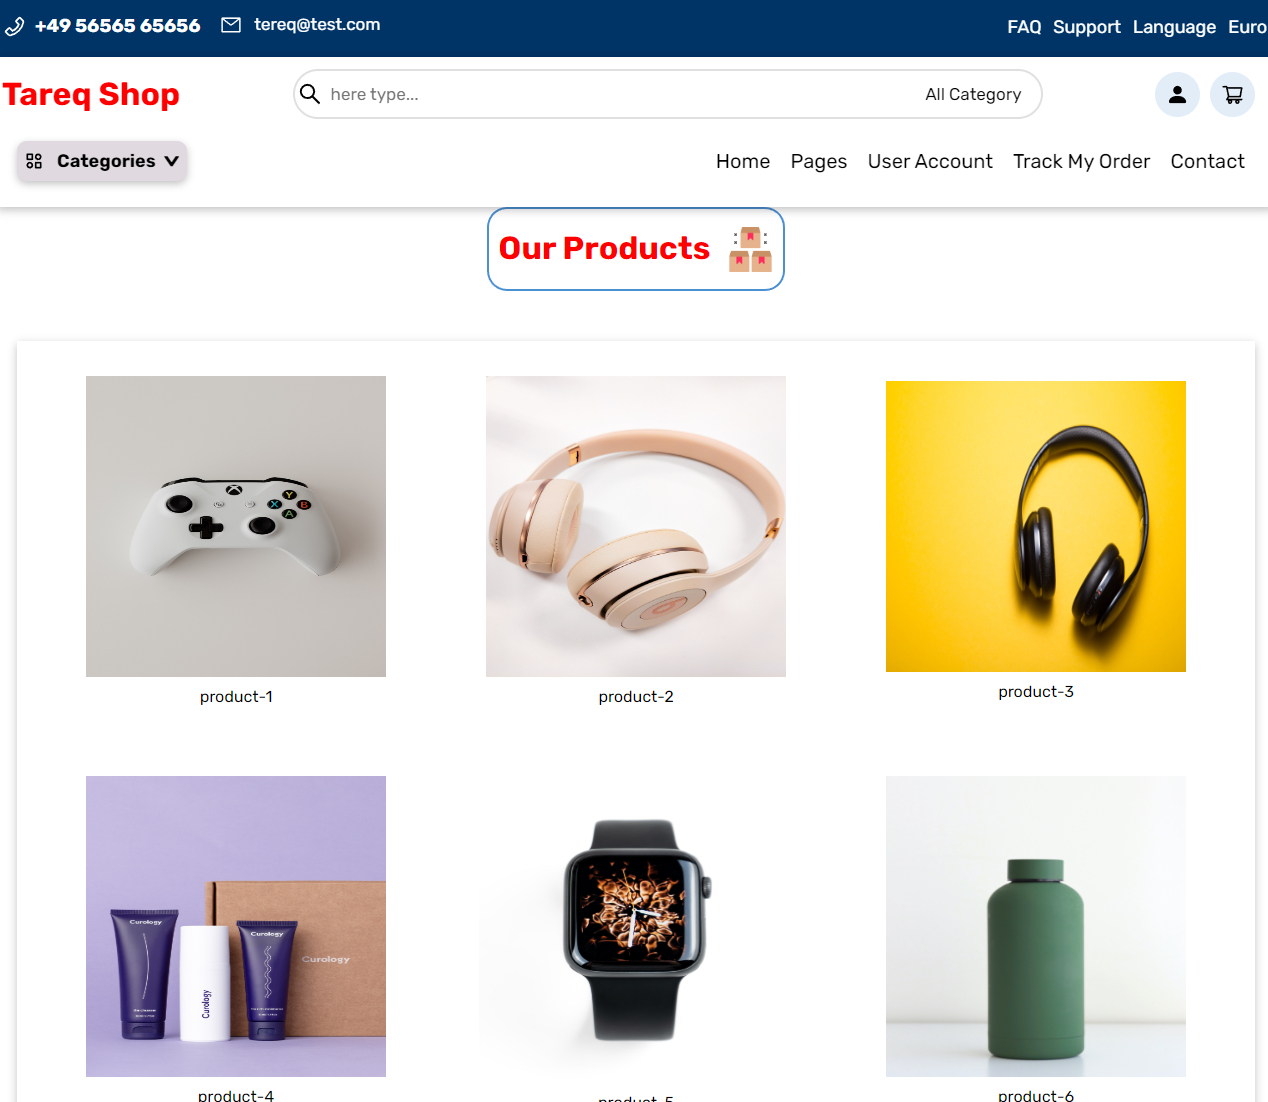 +49 56565 65656 tereq@test.com FAQ Support Language Euro
Tareq Shop here type... All Category
Categories Home Pages User Account Track My Order Contact
Our Products
Y
X B
A
product-1 product-2 product-3
Curology Curology
Curology
Curology
product-4 product-5 product-6